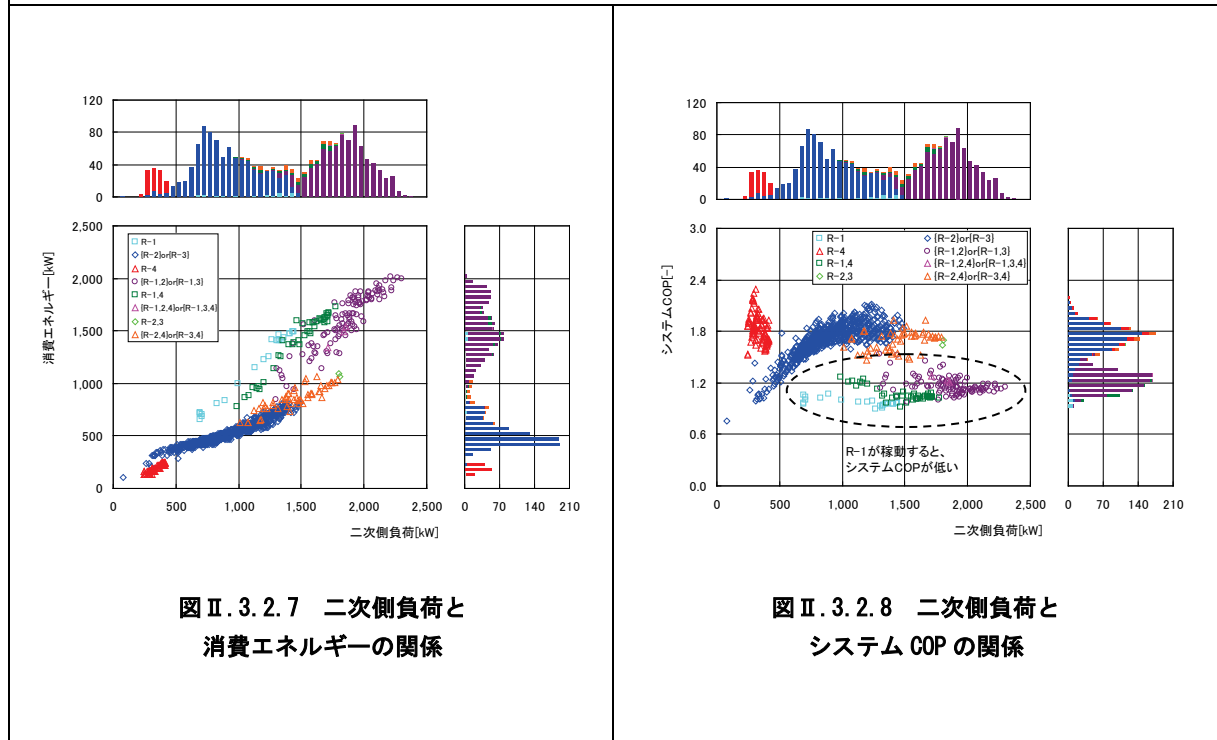 120
80
40
0
2,500
2,000
1,500
1,000
500
0
消費エネルギー[kW]
R-1
{R-2}or{R-3}
R-4
{R-1,2}or{R-1,3}
R-1,4
{R-1,2,4}or{R-1,3,4}
R-2,3
{R-2,4}or{R-3,4}
0 500 1,000 1,500 2,000 2,500
0 70 140 210
二次側負荷[kW]
図Ⅱ.3.2.7 二次側負荷と
消費エネルギーの関係
120
80
40
0
3.0
2.4
1.8
1.2
0.6
0.0
システムCOP[-]
R-1 {R-2}or{R-3}
R-4 {R-1,2}or{R-1,3}
R-1,4 {R-1,2,4}or{R-1,3,4}
R-2,3 {R-2,4}or{R-3,4}
R-1が稼動すると、
システムCOPが低い
0 500 1,000 1,500 2,000 2,500
0 70 140 210
二次側負荷[kW]
図Ⅱ.3.2.8 二次側負荷と
システム COP の関係